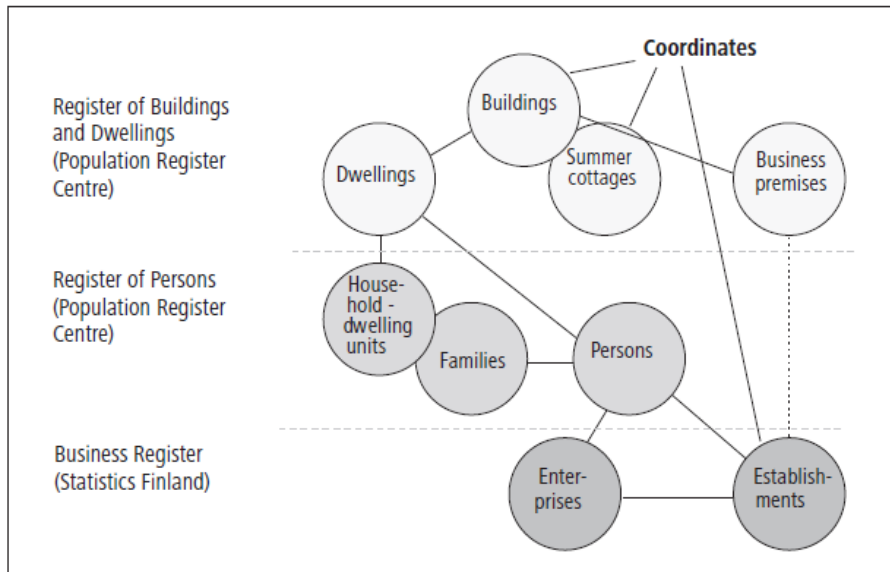 Coordinates
Register of Buildings
and Dwellings
(Population Register
Centre)
Buildings
Dwellings
Summer
cottages
Business
premises
Register of Persons
(Population Register
Centre)
House-
hold -
dwelling
units
Families
Persons
Business Register
(Statistics Finland)
Enter-
prises
Establish-
ments